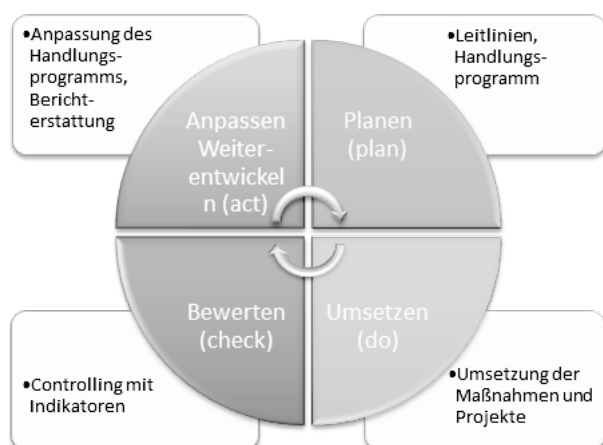 •Anpassung des
Handlungs-
programms,
Bericht-
erstattung
•Leitlinien,
Handlungs-
programm
Anpassen
Weiter-
entwickel
n (act)
Planen
(plan)
Bewerten
(check)
Umsetzen
(do)
•Controlling mit
Indikatoren
•Umsetzung der
Maßnahmen und
Projekte